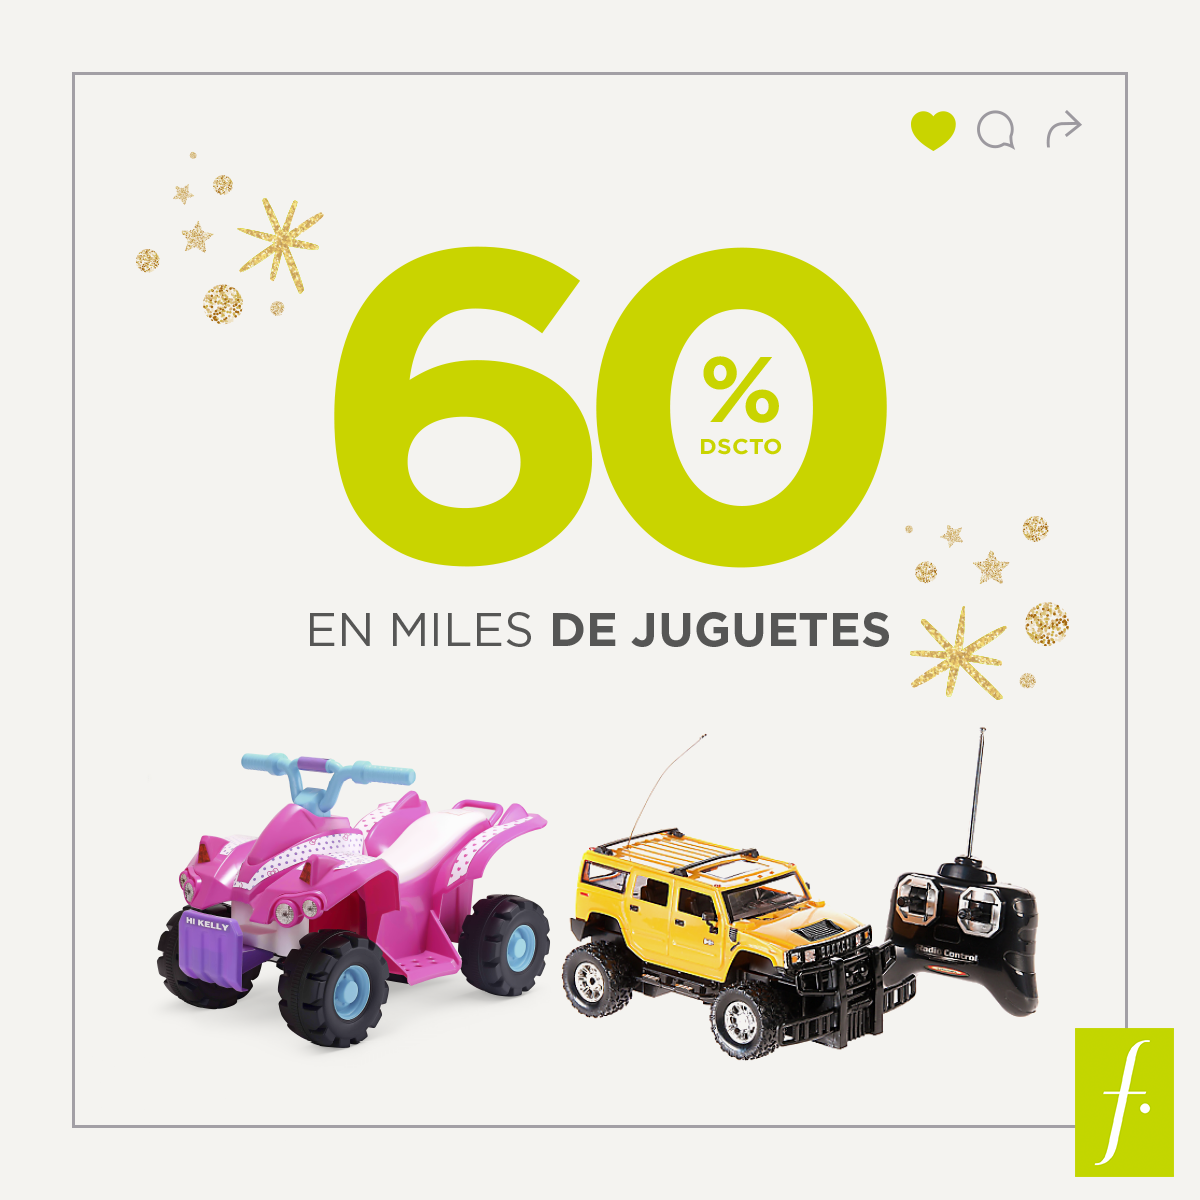 60
%
DSCTO
EN MILES DE JUGUETES
HI KELLY
Radio Control
f.